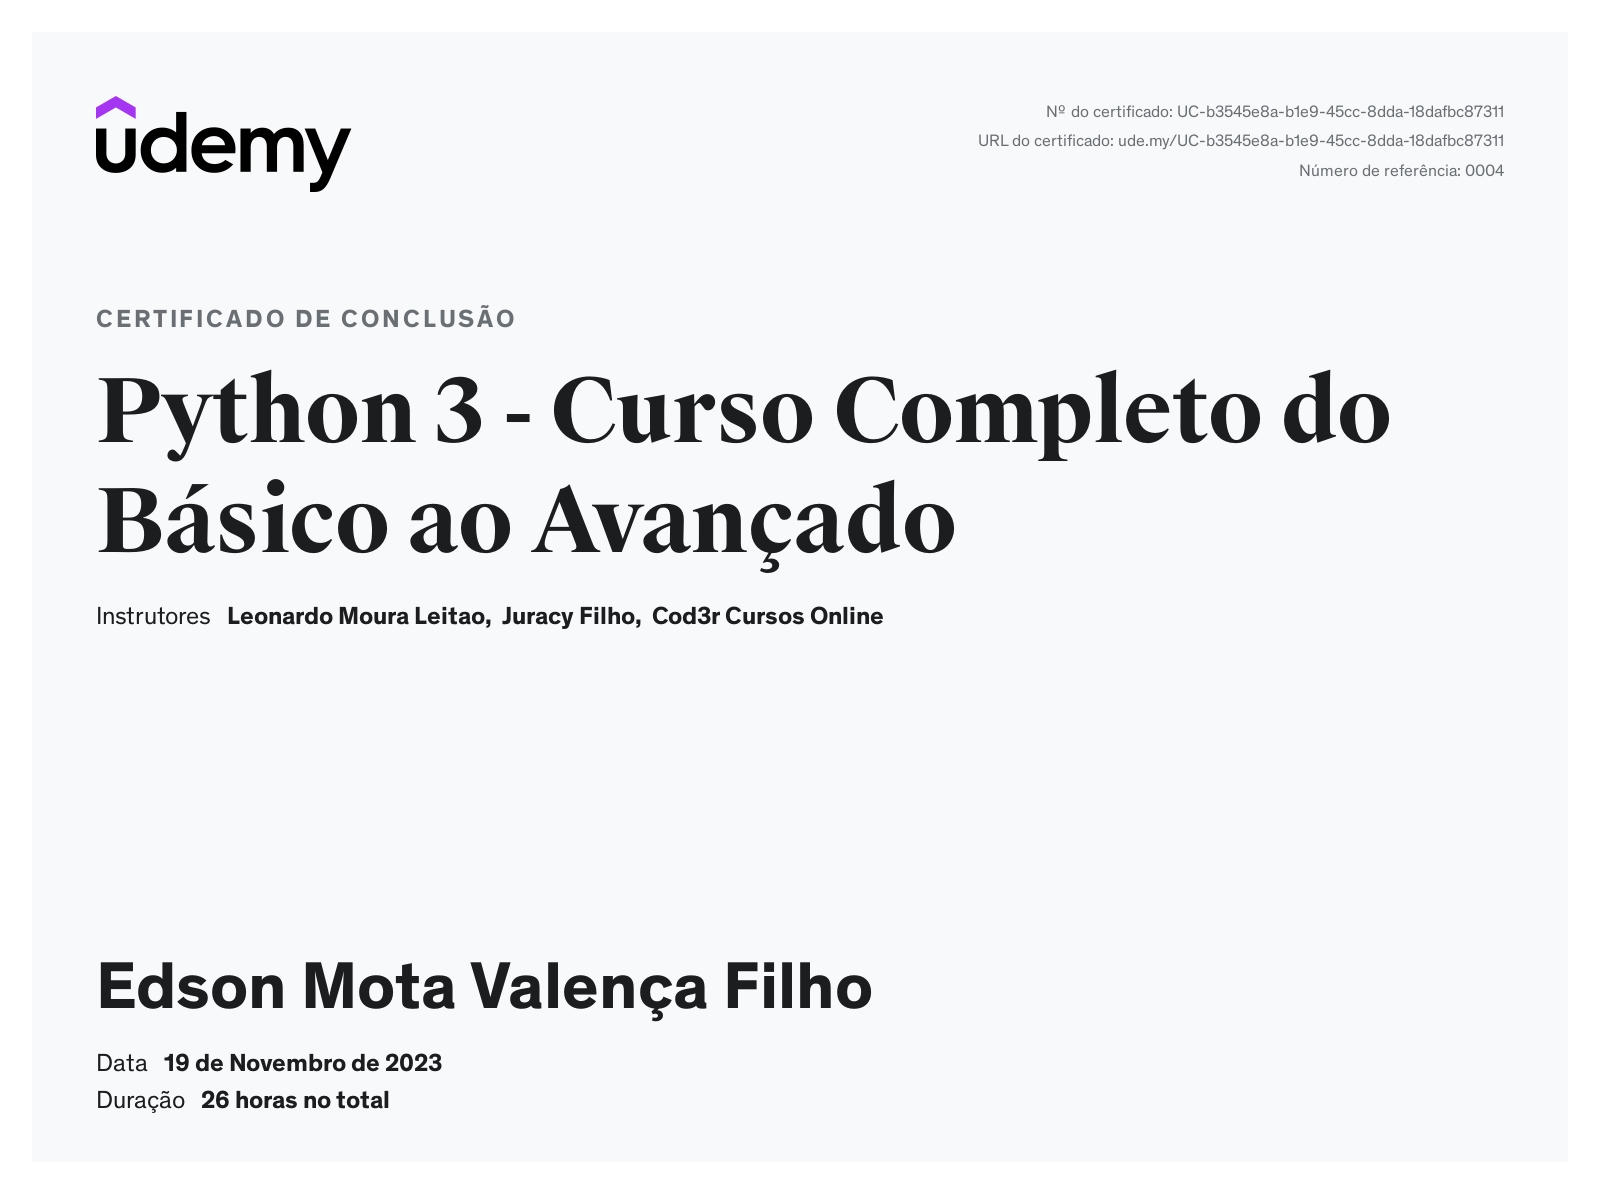 udemy
Nº do certificado: UC-b3545e8a-b1e9-45cc-8dda-18dafbc87311
URL do certificado: ude.my/UC-b3545e8a-b1e9-45cc-8dda-18dafbc87311
Número de referência: 0004
CERTIFICADO DE CONCLUSÃO
Python 3 - Curso Completo do
Básico ao Avançado
Instrutores Leonardo Moura Leitao, Juracy Filho, Cod3r Cursos Online
Edson Mota Valença Filho
Data 19 de Novembro de 2023
Duração 26 horas no total